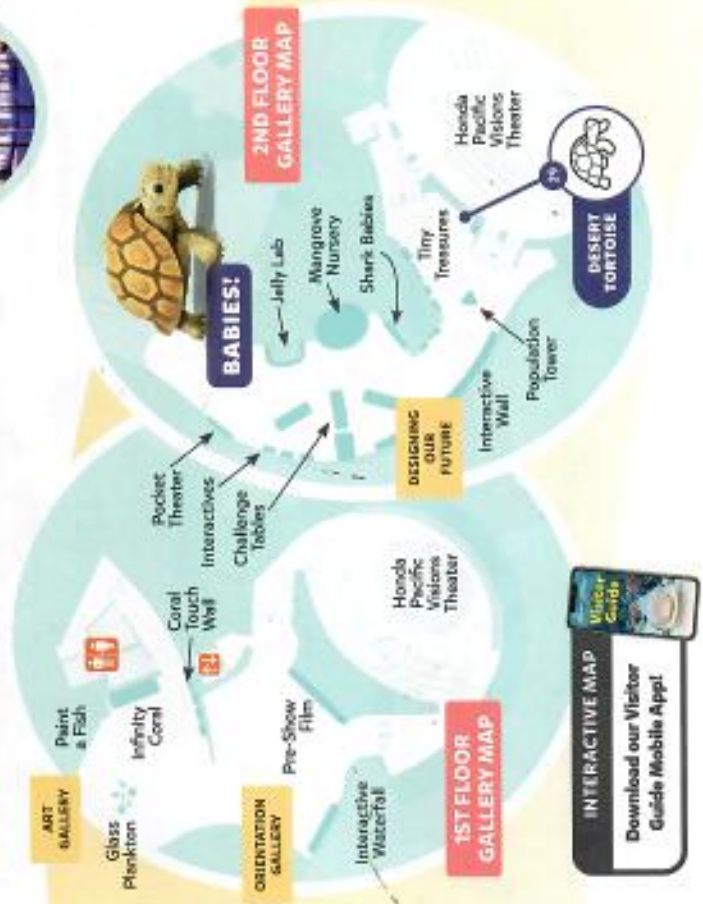 ART
GALLERY
Paint
a Fish
Glass
Plankton
Infinity
Coral
Coral
Touch
Wall
ORIENTATION
GALLERY
Pre-Show
Film
Interactive
Waterfall
Honda
Pacific
Visions
Theater
1ST FLOOR
GALLERY MAP
INTERACTIVE MAP
Download our Visitor
Guide Mobile App!
Visitor
Guide
2ND FLOOR
GALLERY MAP
BABIES!
Jelly Lab
Mangrove
Nursery
Shark Babies
Tiny
Treasures
Honda
Pacific
Visions
Theater
Pocket
Theater
Interactives
Challenge
Tables
DESIGNING
OUR
FUTURE
Interactive
Wall
Population
Tower
29
DESERT
TORTOISE